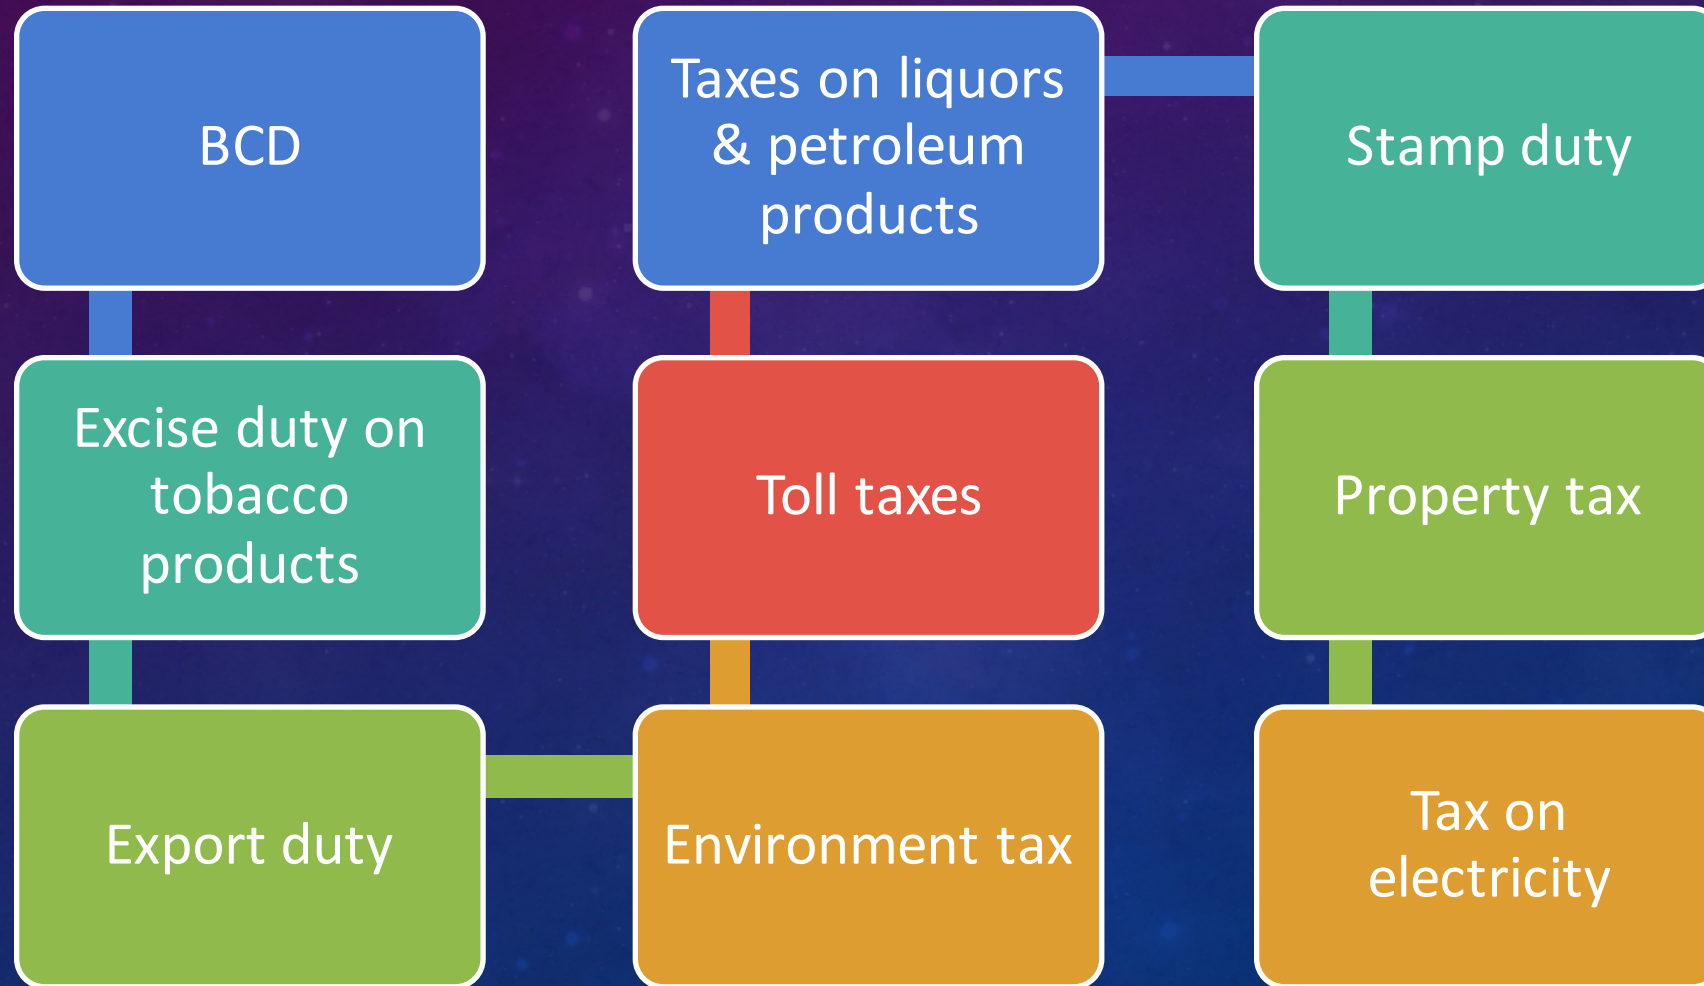 BCD
Excise duty on
tobacco
products
Export duty
Environment tax
Toll taxes
Taxes on liquors
& petroleum
products
Stamp duty
Property tax
Tax on
electricity